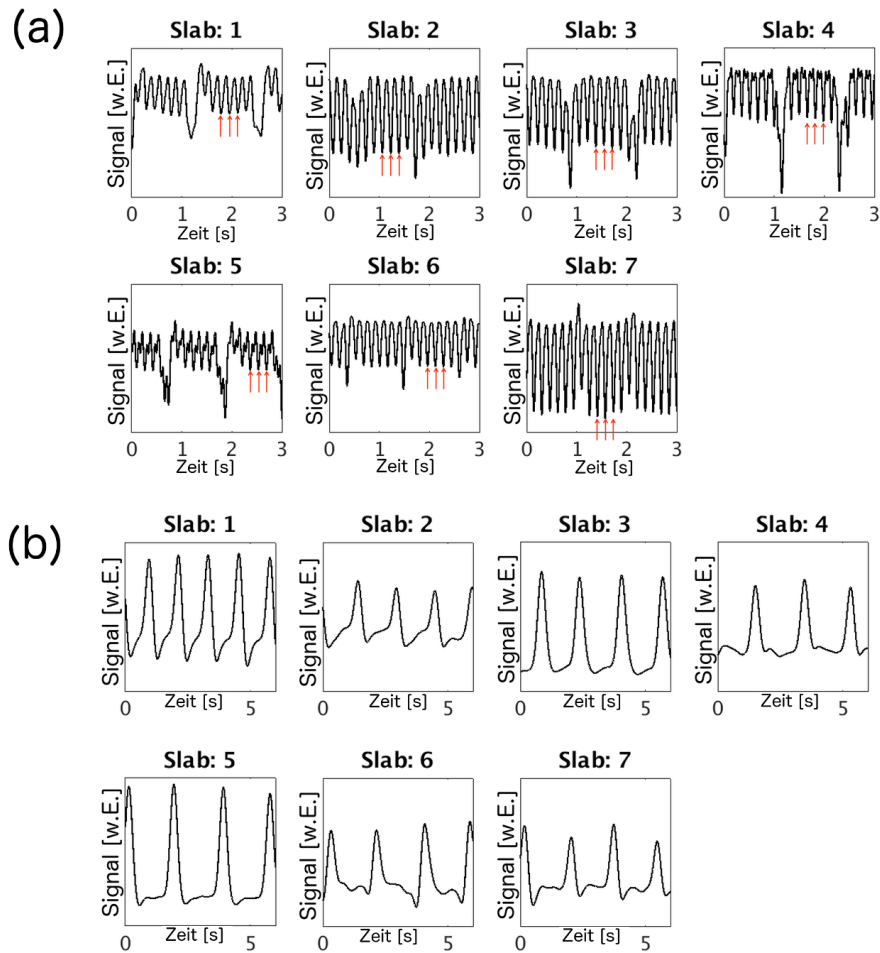 (a)
Slab: 1 Slab: 2 Slab: 3 Slab: 4
Signal [w.E.] Signal [w.E.] Signal [w.E.] Signal [w.E.]
0 1 2 3 0 1 2 3 0 1 2 3 0 1 2 3
Zeit [s] Zeit [s] Zeit [s] Zeit [s]
Slab: 5 Slab: 6 Slab: 7
Signal [w.E.] Signal [w.E.] Signal [w.E.]
0 1 2 3 0 1 2 3 0 1 2 3
Zeit [s] Zeit [s] Zeit [s]
(b)
Slab: 1 Slab: 2 Slab: 3 Slab: 4
Signal [w.E.] Signal [w.E.] Signal [w.E.] Signal [w.E.]
Zeit [s] Zeit [s] Zeit [s] Zeit [s]
0 5 0 5 0 5 0 5
Slab: 5 Slab: 6 Slab: 7
Signal [w.E.] Signal [w.E.] Signal [w.E.]
Zeit [s] Zeit [s] Zeit [s]
0 5 0 5 0 5